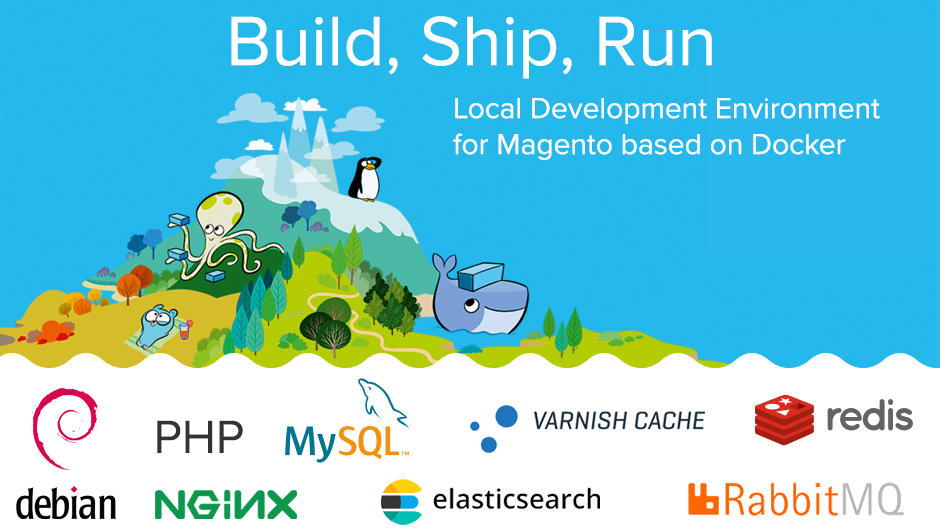 Build, Ship, Run
Local Development Environment
for Magento based on Docker
PHP
MySQL™
VARNISH CACHE
redis
debian
NGINX
elasticsearch
RabbitMQ